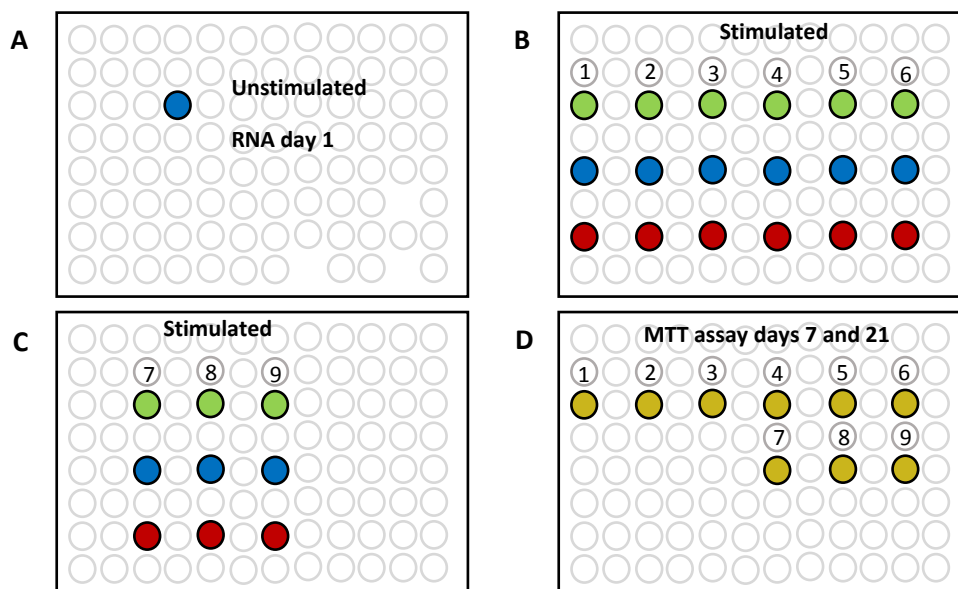 A
Unstimulated
RNA day 1
B
Stimulated
1 2 3 4 5 6
C
Stimulated
7 8 9
D
MTT assay days 7 and 21
1 2 3 4 5 6
7 8 9